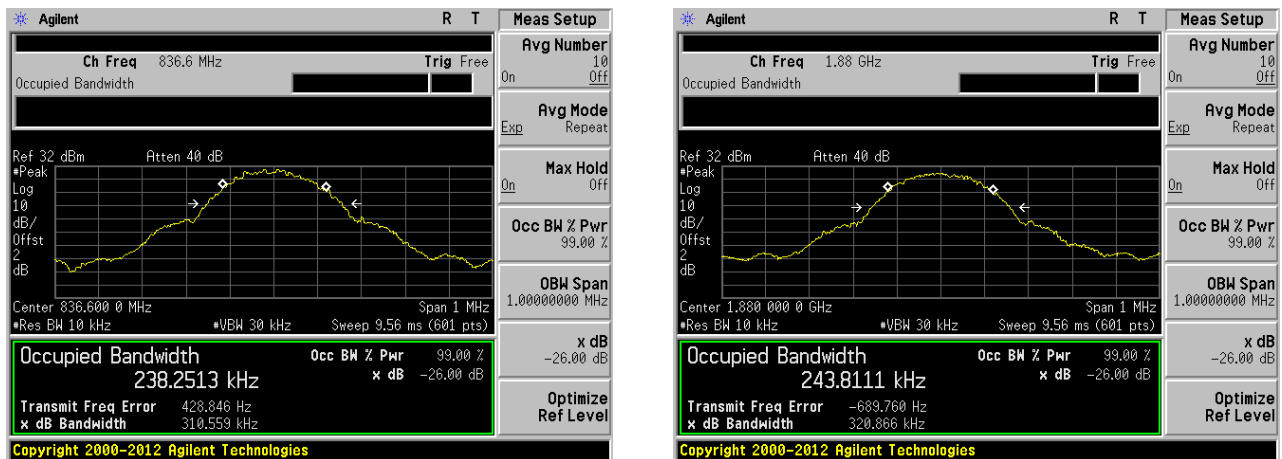 Agilent R T
Ch Freq 836.6 MHz Trig Free
Occupied Bandwidth
Ref 32 dBm Atten 40 dB
#Peak
Log
10
dB/
Offst
2
dB
Center 836.600 0 MHz Span 1 MHz
#Res BW 10 kHz #VBW 30 kHz Sweep 9.56 ms (601 pts)
Occupied Bandwidth Occ BW % Pwr 99.00 %
238.2513 kHz x dB -26.00 dB
Transmit Freq Error 428.846 Hz
x dB Bandwidth 310.559 kHz
Copyright 2000-2012 Agilent Technologies
Meas Setup
Avg Number
10
On Off
Avg Mode
Exp Repeat
Max Hold
On Off
Occ BW % Pwr
99.00 %
OBW Span
1.00000000 MHz
x dB
-26.00 dB
Optimize
Ref Level
Agilent R T
Ch Freq 1.88 GHz Trig Free
Occupied Bandwidth
Ref 32 dBm Atten 40 dB
#Peak
Log
10
dB/
Offst
2
dB
Center 1.880 000 0 GHz Span 1 MHz
#Res BW 10 kHz #VBW 30 kHz Sweep 9.56 ms (601 pts)
Occupied Bandwidth Occ BW % Pwr 99.00 %
243.8111 kHz x dB -26.00 dB
Transmit Freq Error -689.760 Hz
x dB Bandwidth 320.866 kHz
Copyright 2000-2012 Agilent Technologies
Meas Setup
Avg Number
10
On Off
Avg Mode
Exp Repeat
Max Hold
On Off
Occ BW % Pwr
99.00 %
OBW Span
1.00000000 MHz
x dB
-26.00 dB
Optimize
Ref Level